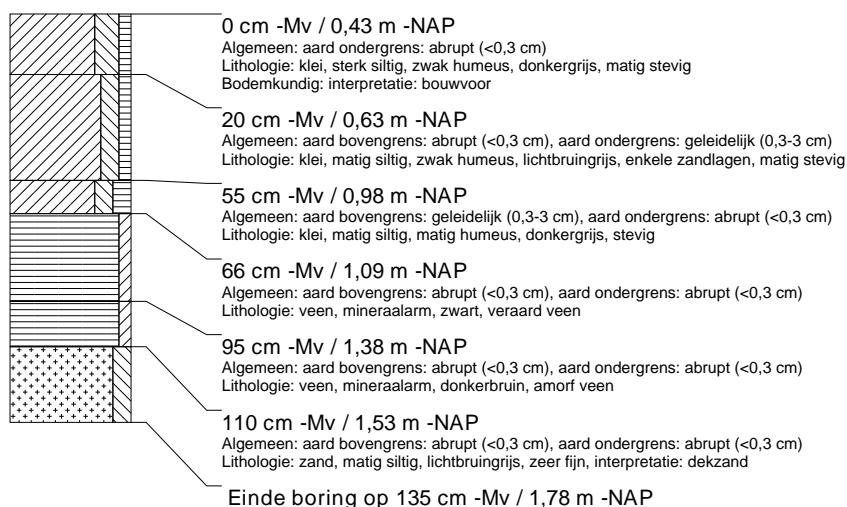 0 cm -Mv / 0,43 m -NAP
Algemeen: aard ondergrens: abrupt (<0,3 cm)
Lithologie: klei, sterk siltig, zwak humeus, donkergrijs, matig stevig
Bodemkundig: interpretatie: bouwvoor
20 cm -Mv / 0,63 m -NAP
Algemeen: aard bovengrens: abrupt (<0,3 cm), aard ondergrens: geleidelijk (0,3-3 cm)
Lithologie: klei, matig siltig, zwak humeus, lichtbruingrijs, enkele zandlagen, matig stevig
55 cm -Mv / 0,98 m -NAP
Algemeen: aard bovengrens: geleidelijk (0,3-3 cm), aard ondergrens: abrupt (<0,3 cm)
Lithologie: klei, matig siltig, matig humeus, donkergrijs, stevig
66 cm -Mv / 1,09 m -NAP
Algemeen: aard bovengrens: abrupt (<0,3 cm), aard ondergrens: abrupt (<0,3 cm)
Lithologie: veen, mineraalarm, zwart, veraard veen
95 cm -Mv / 1,38 m -NAP
Algemeen: aard bovengrens: abrupt (<0,3 cm), aard ondergrens: abrupt (<0,3 cm)
Lithologie: veen, mineraalarm, donkerbruin, amorf veen
110 cm -Mv / 1,53 m -NAP
Algemeen: aard bovengrens: abrupt (<0,3 cm), aard ondergrens: abrupt (<0,3 cm)
Lithologie: zand, matig siltig, lichtbruingrijs, zeer fijn, interpretatie: dekzand
Einde boring op 135 cm -Mv / 1,78 m -NAP